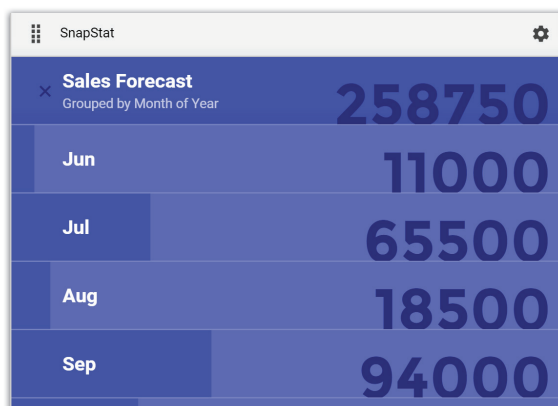 SnapStat
Sales Forecast
Grouped by Month of Year
258750
Jun
11000
Jul
65500
Aug
18500
Sep
94000